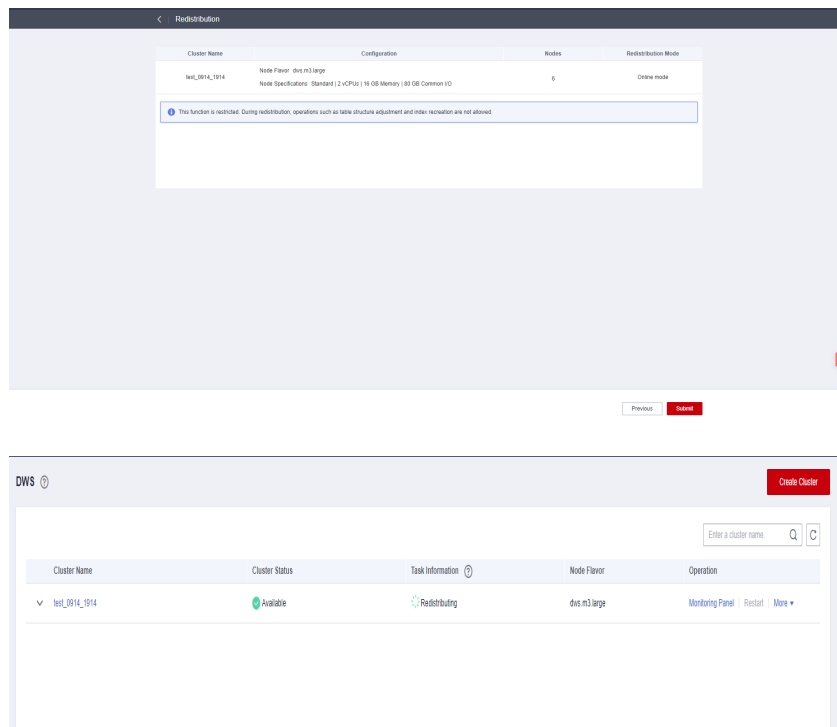 Redistribution
Cluster Name Configuration Nodes Redistribution Mode
test_0914_1914 Node Flavor dws.m3.large 6 Online mode
Node Specifications Standard | 2 vCPUs | 16 GB Memory | 80 GB Common I/O
This function is restricted. During redistribution, operations such as table structure adjustment and index recreation are not allowed.
Previous Submit
DWS Create Cluster
Enter a cluster name.
Cluster Name Cluster Status Task Information Node Flavor Operation
test_0914_1914 Available Redistributing dws.m3.large Monitoring Panel | Restart | More